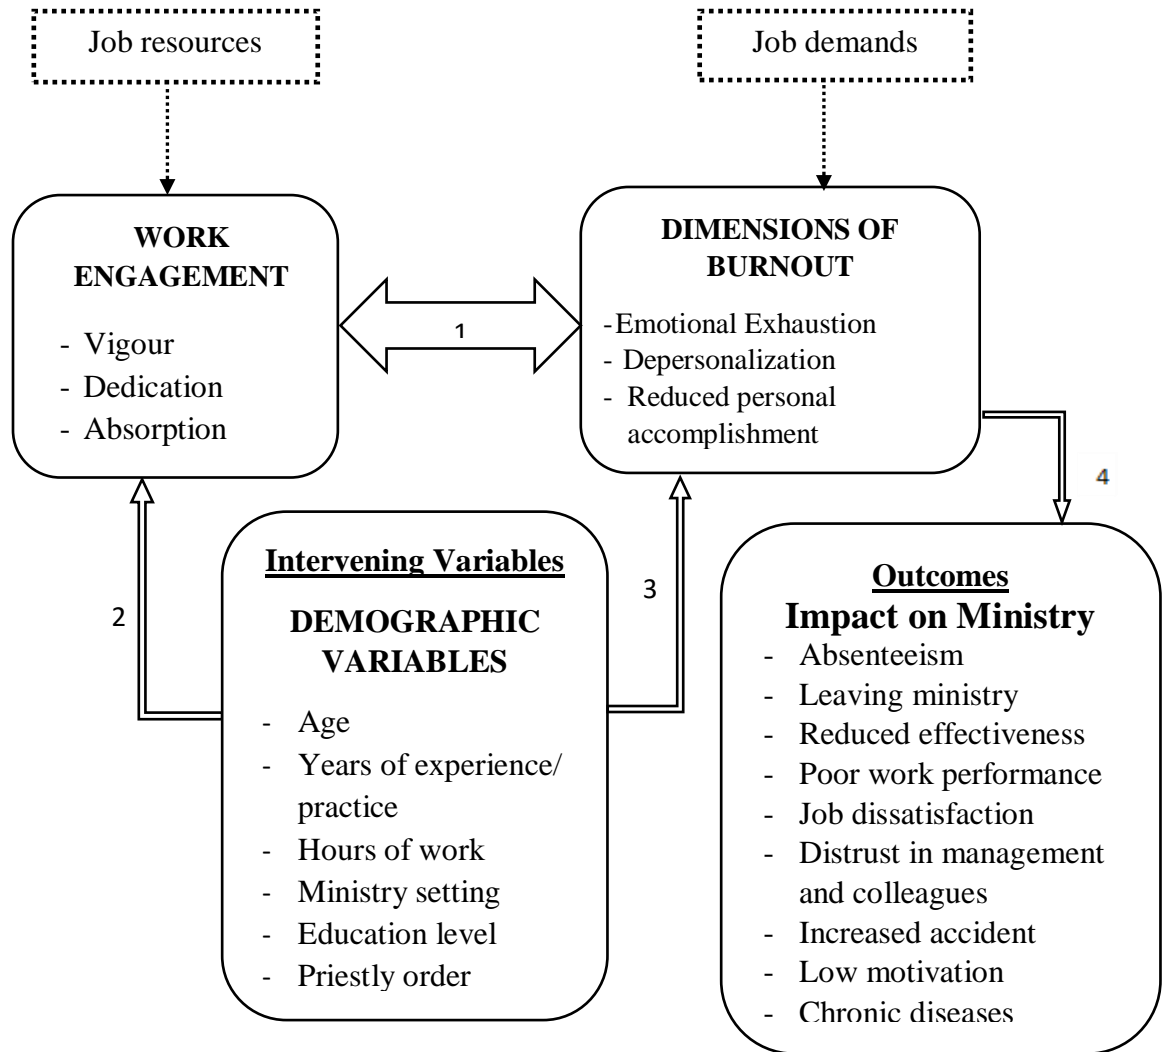 Job resources
Job demands
WORK
ENGAGEMENT
- Vigour
- Dedication
- Absorption
1
DIMENSIONS OF
BURNOUT
-Emotional Exhaustion
- Depersonalization
- Reduced personal
accomplishment
2
Intervening Variables
DEMOGRAPHIC
VARIABLES
- Age
- Years of experience/
practice
- Hours of work
- Ministry setting
- Education level
- Priestly order
3
4
Outcomes
Impact on Ministry
- Absenteeism
- Leaving ministry
- Reduced effectiveness
- Poor work performance
- Job dissatisfaction
- Distrust in management
and colleagues
- Increased accident
- Low motivation
- Chronic diseases